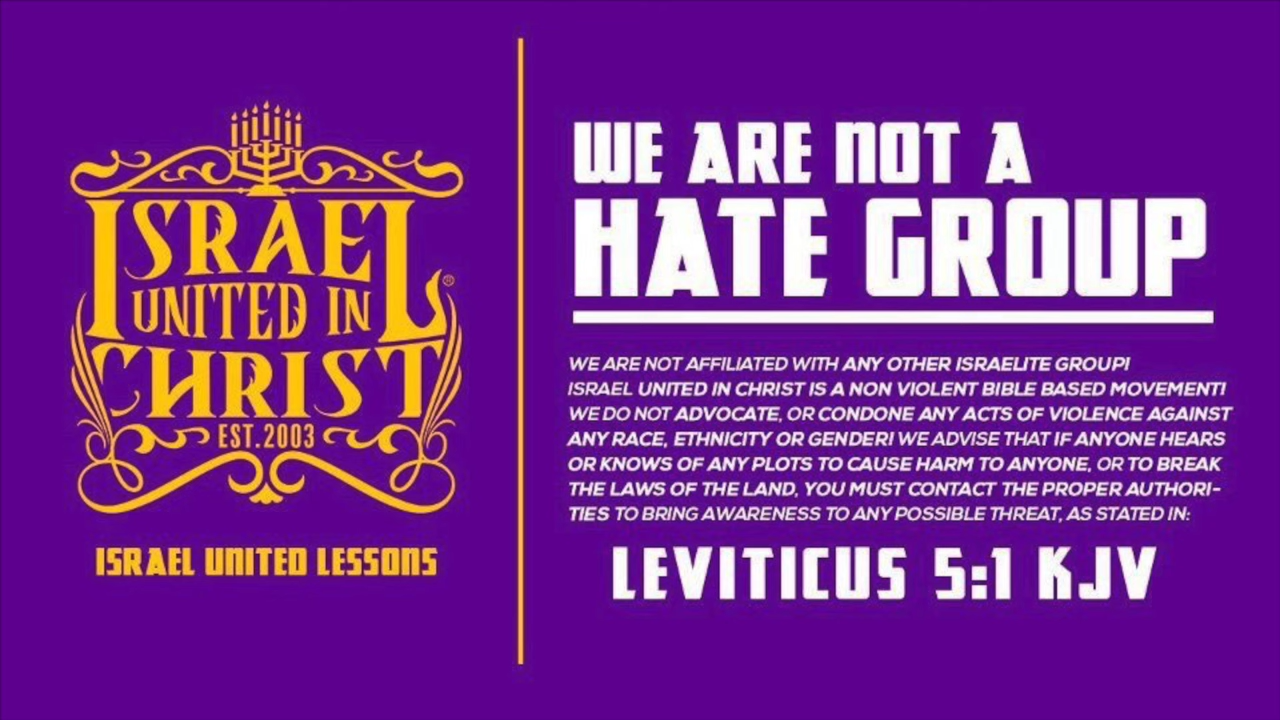 ISRAEL
UNITED IN
CHRIST
EST.2003
ISRAEL UNITED LESSONS
WE ARE NOT A
HATE GROUP
WE ARE NOT AFFILIATED WITH ANY OTHER ISRAELITE GROUP!
ISRAEL UNITED IN CHRIST IS A NON VIOLENT BIBLE BASED MOVEMENT!
WE DO NOT ADVOCATE, OR CONDONE ANY ACTS OF VIOLENCE AGAINST
ANY RACE, ETHNICITY OR GENDER! WE ADVISE THAT IF ANYONE HEARS
OR KNOWS OF ANY PLOTS TO CAUSE HARM TO ANYONE, OR TO BREAK
THE LAWS OF THE LAND, YOU MUST CONTACT THE PROPER AUTHORI-
TIES TO BRING AWARENESS TO ANY POSSIBLE THREAT, AS STATED IN:
LEVITICUS 5:1 KJV